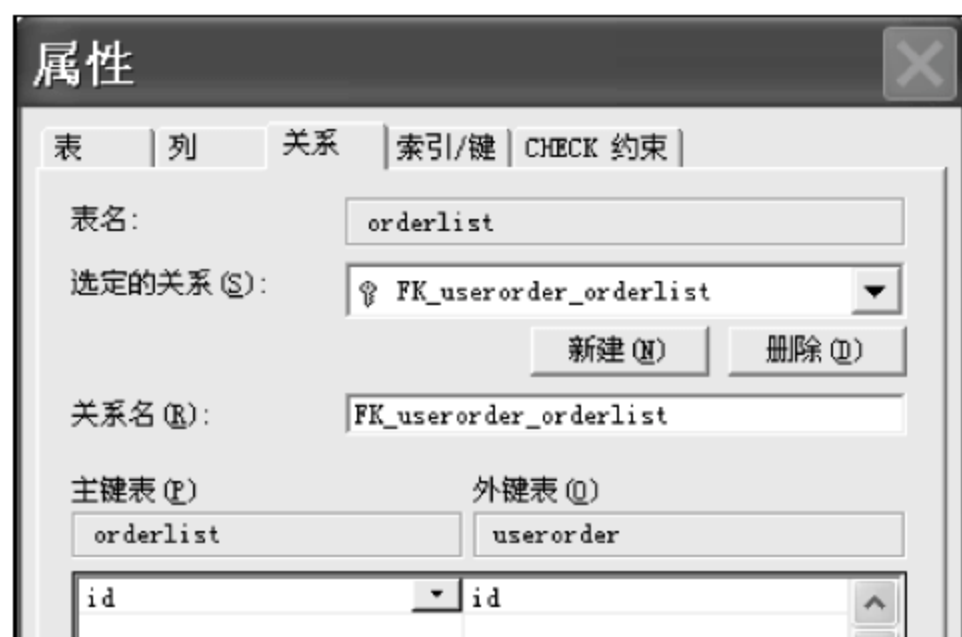 属性
表 列 关系 索引/键 CHECK 约束
表名: orderlist
选定的关系(S): FK_userorder_orderlist
新建(N) 删除(D)
关系名(R): FK_userorder_orderlist
主键表(P) 外键表(O)
orderlist userorder
id id